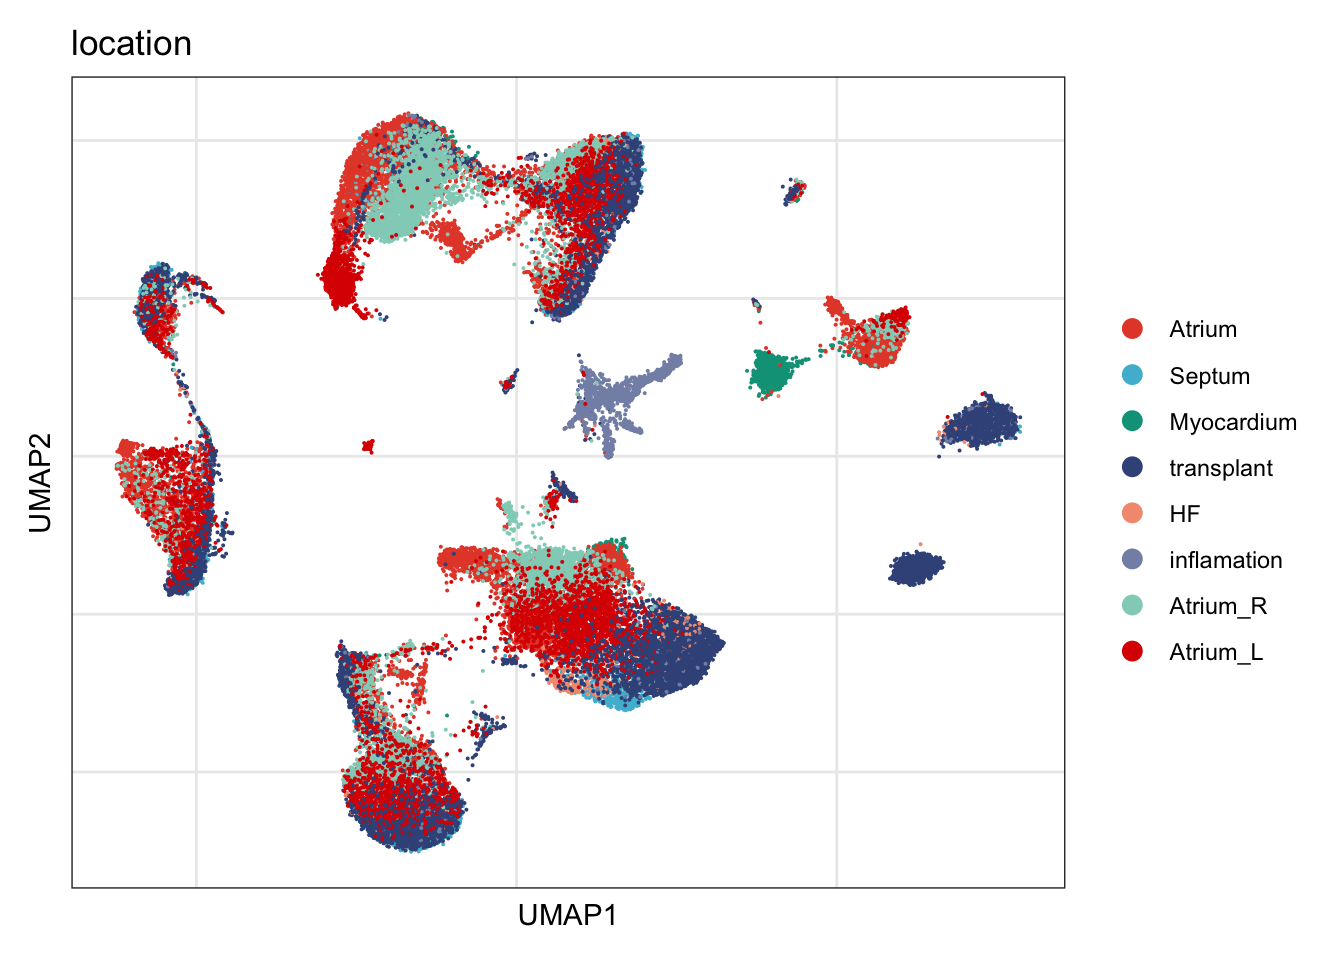 location
UMAP2
UMAP1
Atrium
Septum
Myocardium
transplant
HF
inflamation
Atrium_R
Atrium_L